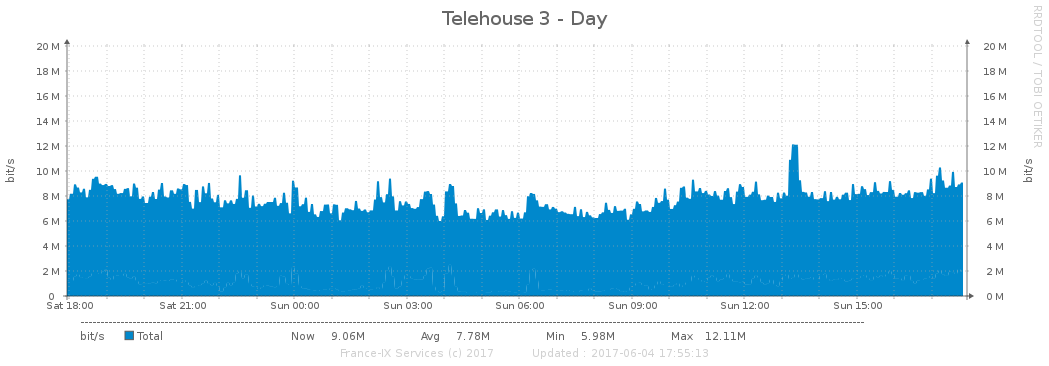 Telehouse 3 - Day
RRDTOOL / TOBI OETIKER
bit/s
20 M 20 M
18 M 18 M
16 M 16 M
14 M 14 M
12 M 12 M
10 M 10 M
8 M 8 M
6 M 6 M
4 M 4 M
2 M 2 M
0 0 M
bit/s
Sat 18:00 Sat 21:00 Sun 00:00 Sun 03:00 Sun 06:00 Sun 09:00 Sun 12:00 Sun 15:00
bit/s Total Now 9.06M Avg 7.78M Min 5.98M Max 12.11M
France-IX Services (c) 2017 Updated : 2017-06-04 17:55:13